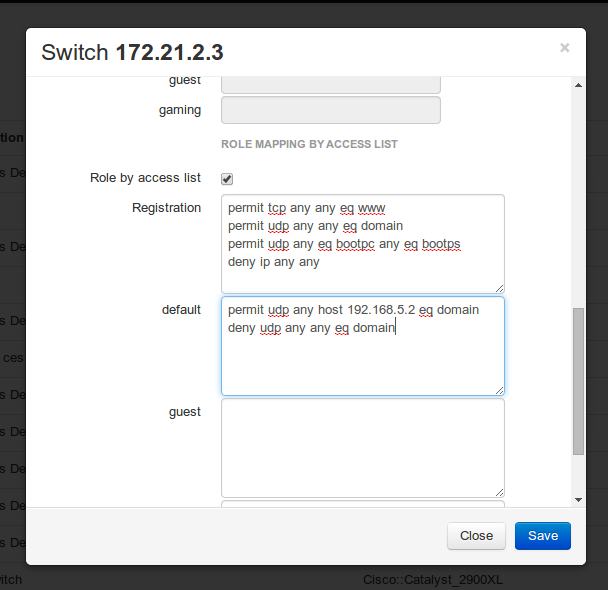 Switch 172.21.2.3
×
guest
gaming
ROLE MAPPING BY ACCESS LIST
Role by access list
Registration
permit tcp any any eq www
permit udp any any eq domain
permit udp any eq bootpc any eq bootps
deny ip any any
default
permit udp any host 192.168.5.2 eq domain
deny udp any any eq domain
guest
Close
Save
tion
s De
s De
s De
ces
s De
s De
s De
s De
s De
witch
Cisco::Catalyst_2900XL